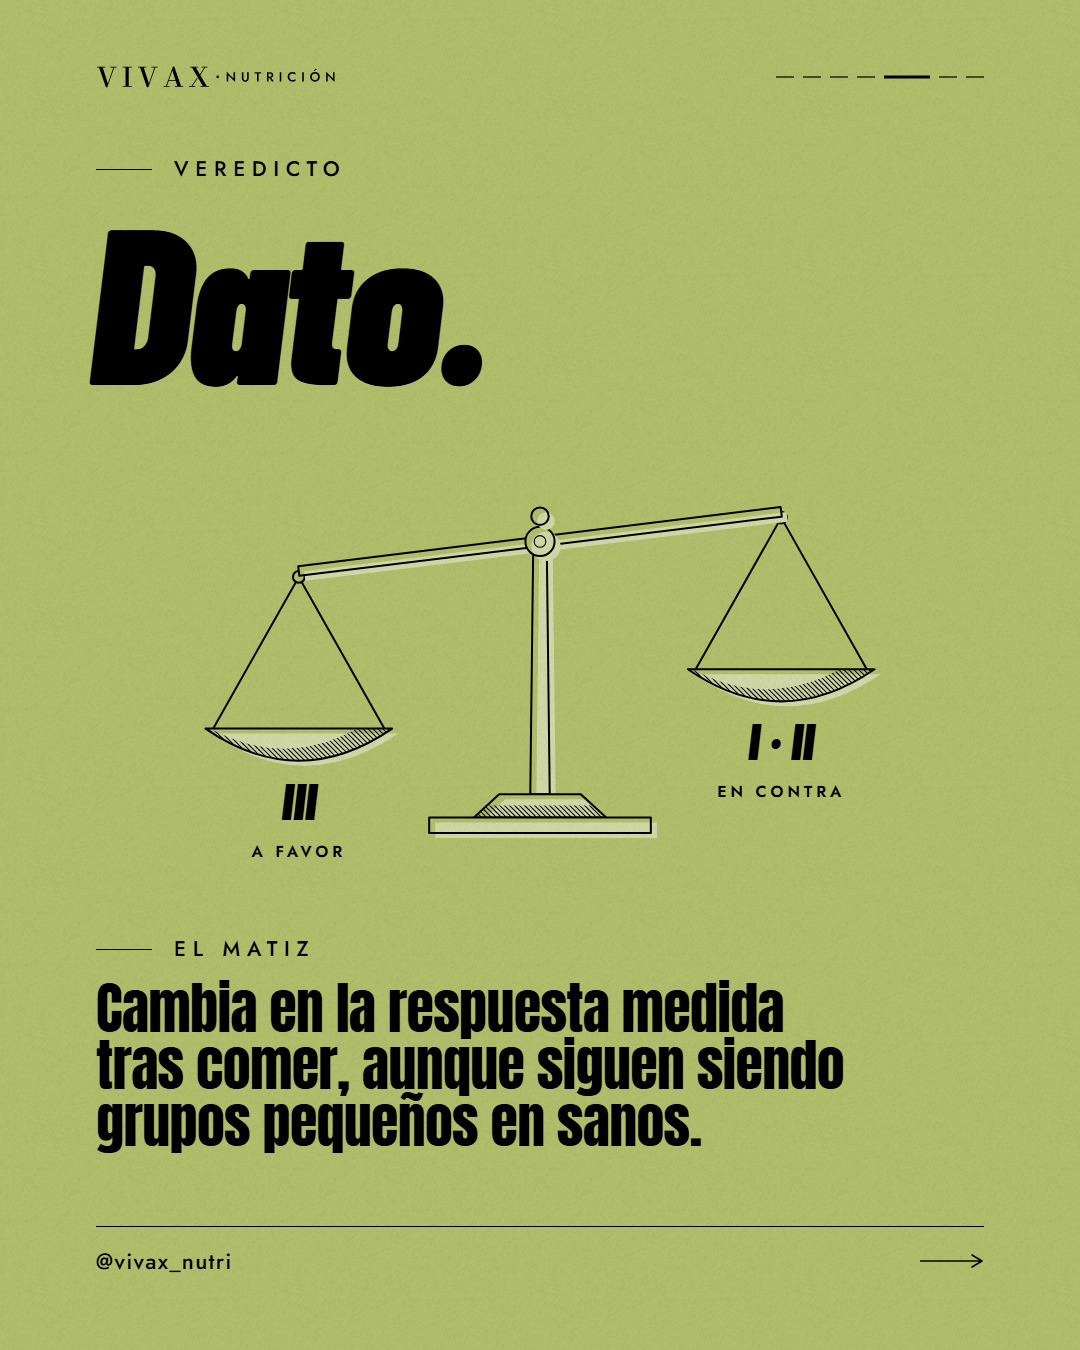 VIVAX·NUTRICIÓN
VEREDICTO
Dato.
I • II
EN CONTRA
III
A FAVOR
EL MATIZ
Cambia en la respuesta medida
tras comer, aunque siguen siendo
grupos pequeños en sanos.
@vivax_nutri